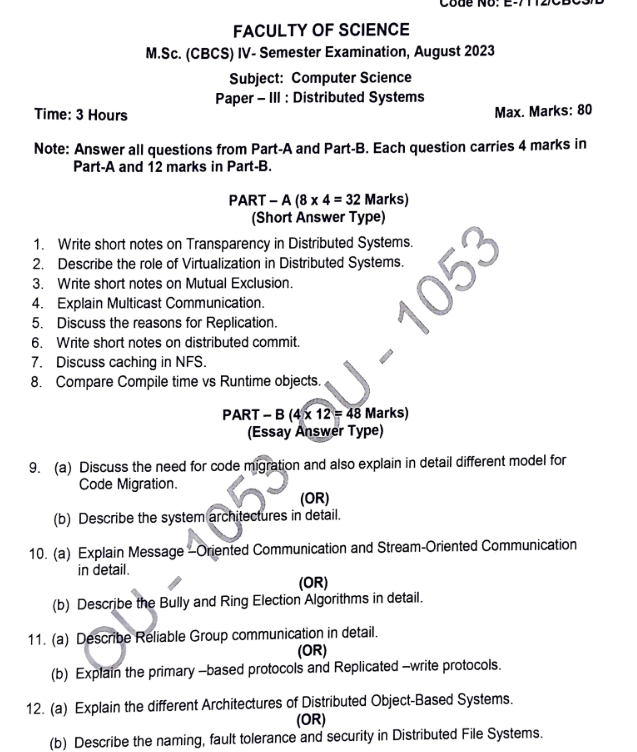 Code No: E-7112/CBCS/D
FACULTY OF SCIENCE
M.Sc. (CBCS) IV- Semester Examination, August 2023
Subject: Computer Science
Paper – III : Distributed Systems
Time: 3 Hours
Max. Marks: 80
Note: Answer all questions from Part-A and Part-B. Each question carries 4 marks in
Part-A and 12 marks in Part-B.
PART – A (8 x 4 = 32 Marks)
(Short Answer Type)
1. Write short notes on Transparency in Distributed Systems.
2. Describe the role of Virtualization in Distributed Systems.
3. Write short notes on Mutual Exclusion.
4. Explain Multicast Communication.
5. Discuss the reasons for Replication.
6. Write short notes on distributed commit.
7. Discuss caching in NFS.
8. Compare Compile time vs Runtime objects.
PART – B (4 x 12 = 48 Marks)
(Essay Answer Type)
9. (a) Discuss the need for code migration and also explain in detail different model for
Code Migration.
(OR)
(b) Describe the system architectures in detail.
10. (a) Explain Message –Oriented Communication and Stream-Oriented Communication
in detail.
(OR)
(b) Describe the Bully and Ring Election Algorithms in detail.
11. (a) Describe Reliable Group communication in detail.
(OR)
(b) Explain the primary –based protocols and Replicated –write protocols.
12. (a) Explain the different Architectures of Distributed Object-Based Systems.
(OR)
(b) Describe the naming, fault tolerance and security in Distributed File Systems.
OU - 1053 OU - 1053